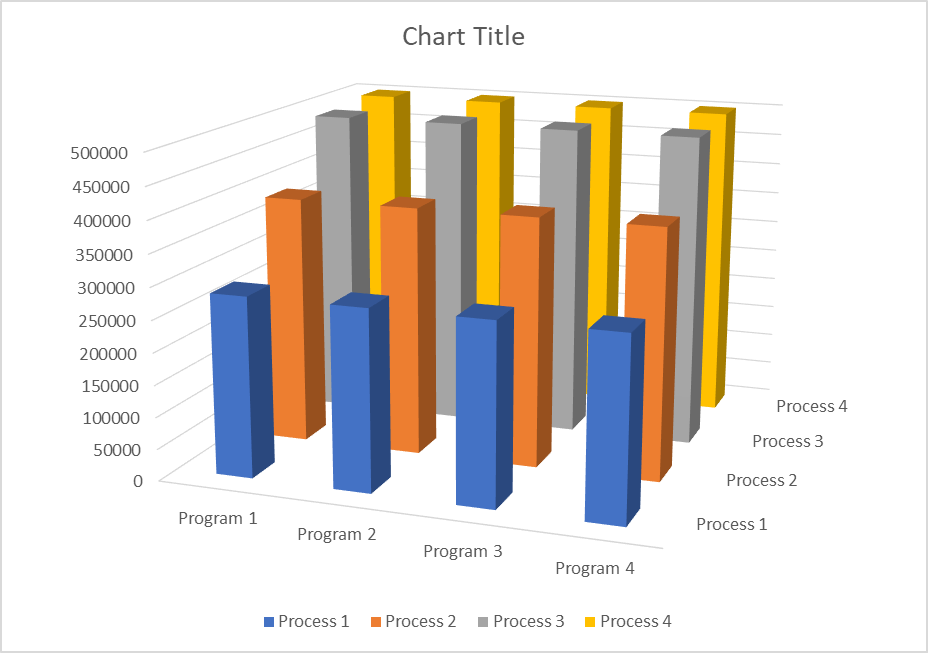 Chart Title
500000
450000
400000
350000
300000
250000
200000
150000
100000
50000
0
Process 4
Process 3
Process 2
Process 1
Program 1
Program 2
Program 3
Program 4
Process 1 Process 2 Process 3 Process 4